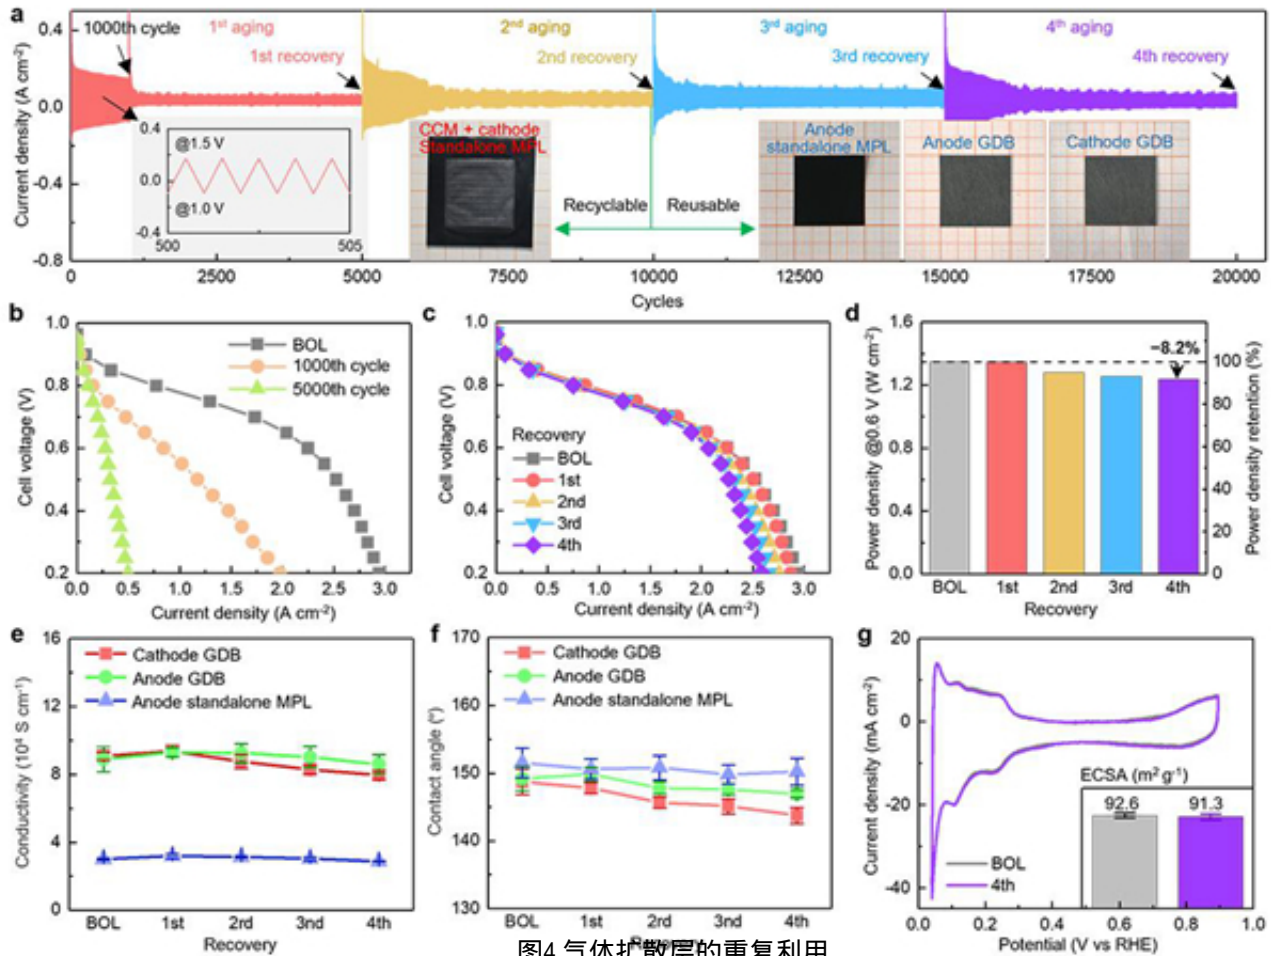 a
1000th cycle
1st aging
2nd aging
3rd aging
4th aging
1st recovery
2nd recovery
3rd recovery
4th recovery
Current density (A cm-2)
0.4
0.0
-0.4
-0.8
0.4
0.0
-0.4
@1.5 V
@1.0 V
500
505
CCM + cathode
Standalone MPL
Recyclable
Reusable
Anode
standalone MPL
Anode GDB
Cathode GDB
0
2500
5000
7500
10000
12500
15000
17500
20000
Cycles
b
Cell voltage (V)
1.0
0.8
0.6
0.4
0.2
BOL
1000th cycle
5000th cycle
0.0
0.5
1.0
1.5
2.0
2.5
3.0
Current density (A cm-2)
c
Cell voltage (V)
1.0
0.8
0.6
0.4
0.2
Recovery
BOL
1st
2nd
3rd
4th
0.0
0.5
1.0
1.5
2.0
2.5
3.0
Current density (A cm-2)
d
Power density @0.6 V (W cm-2)
1.6
1.2
0.8
0.4
0.0
−8.2%
100
80
60
40
20
0
Power density retention (%)
BOL
1st
2nd
3rd
4th
Recovery
e
Conductivity (10⁴ S cm-1)
16
12
8
4
0
Cathode GDB
Anode GDB
Anode standalone MPL
BOL
1st
2rd
3nd
4th
Recovery
f
Contact angle (°)
170
160
150
140
130
Cathode GDB
Anode GDB
Anode standalone MPL
BOL
1st
2rd
3nd
4th
g
Current density (mA cm-2)
20
0
-20
-40
ECSA (m2 g-1)
92.6
91.3
BOL
4th
0.0
0.2
0.4
0.6
0.8
1.0
Potential (V vs RHE)
图4 气体扩散层的重复利用